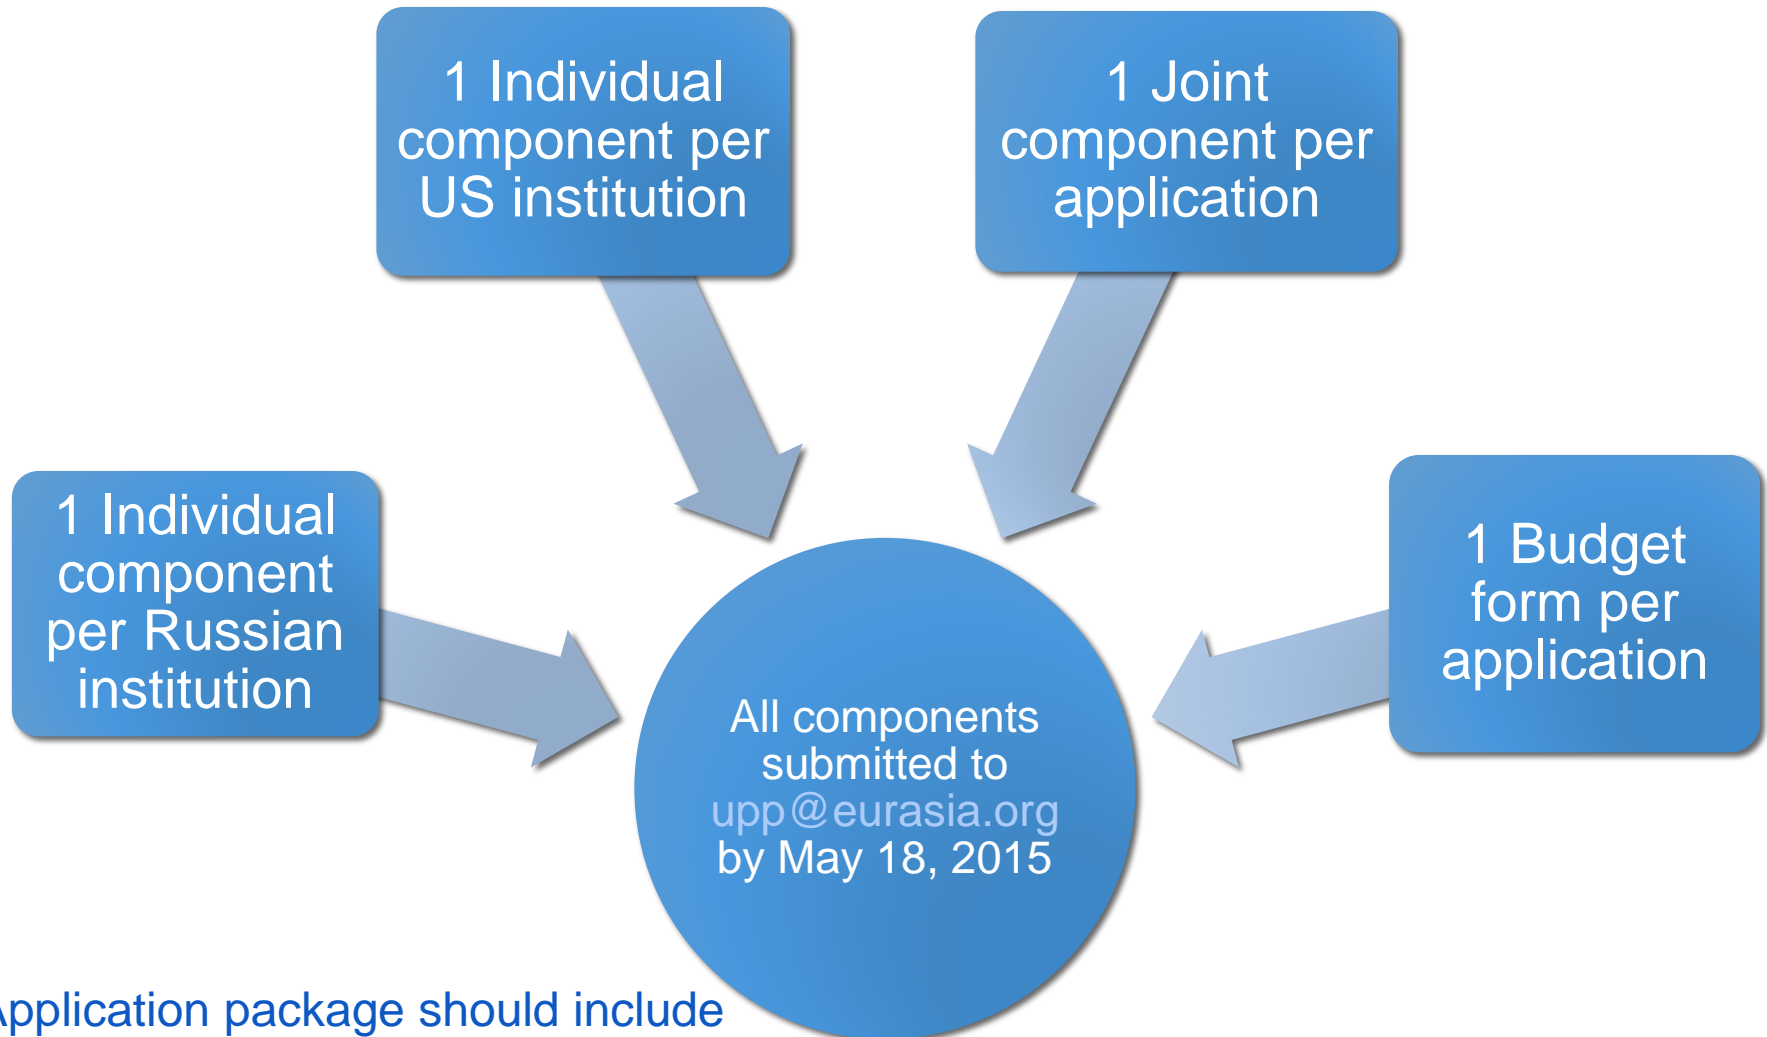 1 Individual
component per
US institution
1 Joint
component per
application
1 Individual
component
per Russian
institution
1 Budget
form per
application
All components
submitted to
upp@eurasia.org
by May 18, 2015
Application package should include